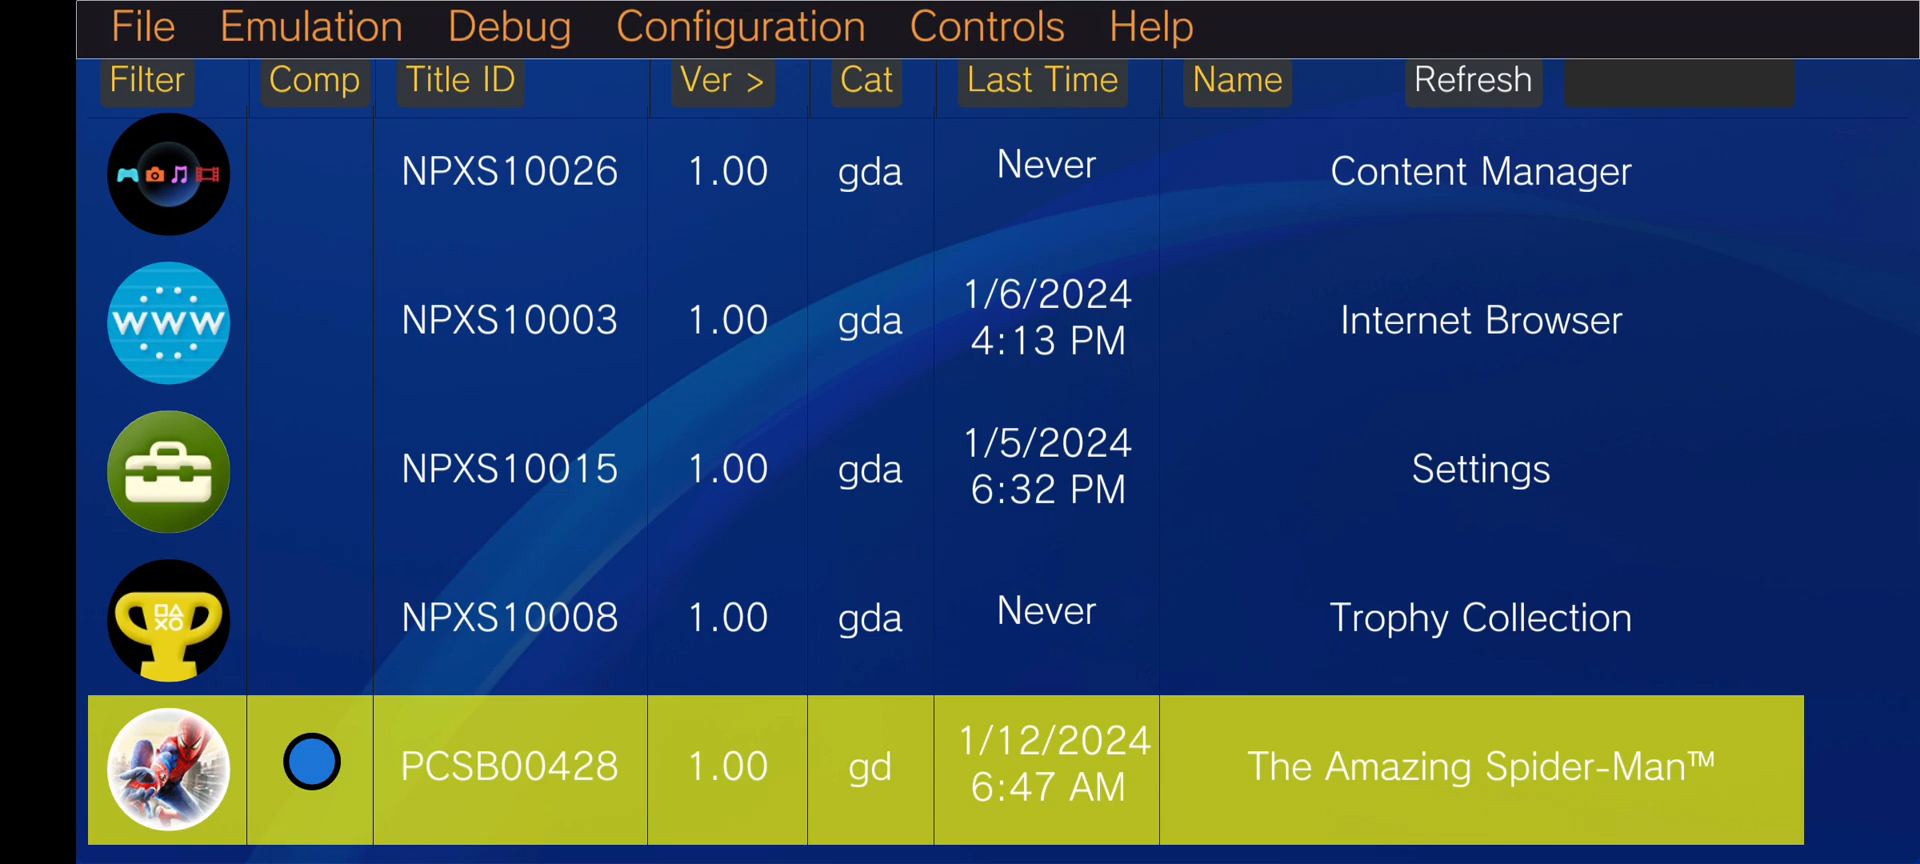 File Emulation Debug Configuration Controls Help
Filter Comp Title ID Ver > Cat Last Time Name Refresh
NPXS10026 1.00 gda Never Content Manager
WWW NPXS10003 1.00 gda 1/6/2024 4:13 PM Internet Browser
NPXS10015 1.00 gda 1/5/2024 6:32 PM Settings
NPXS10008 1.00 gda Never Trophy Collection
PCSB00428 1.00 gd 1/12/2024 6:47 AM The Amazing Spider-Man™